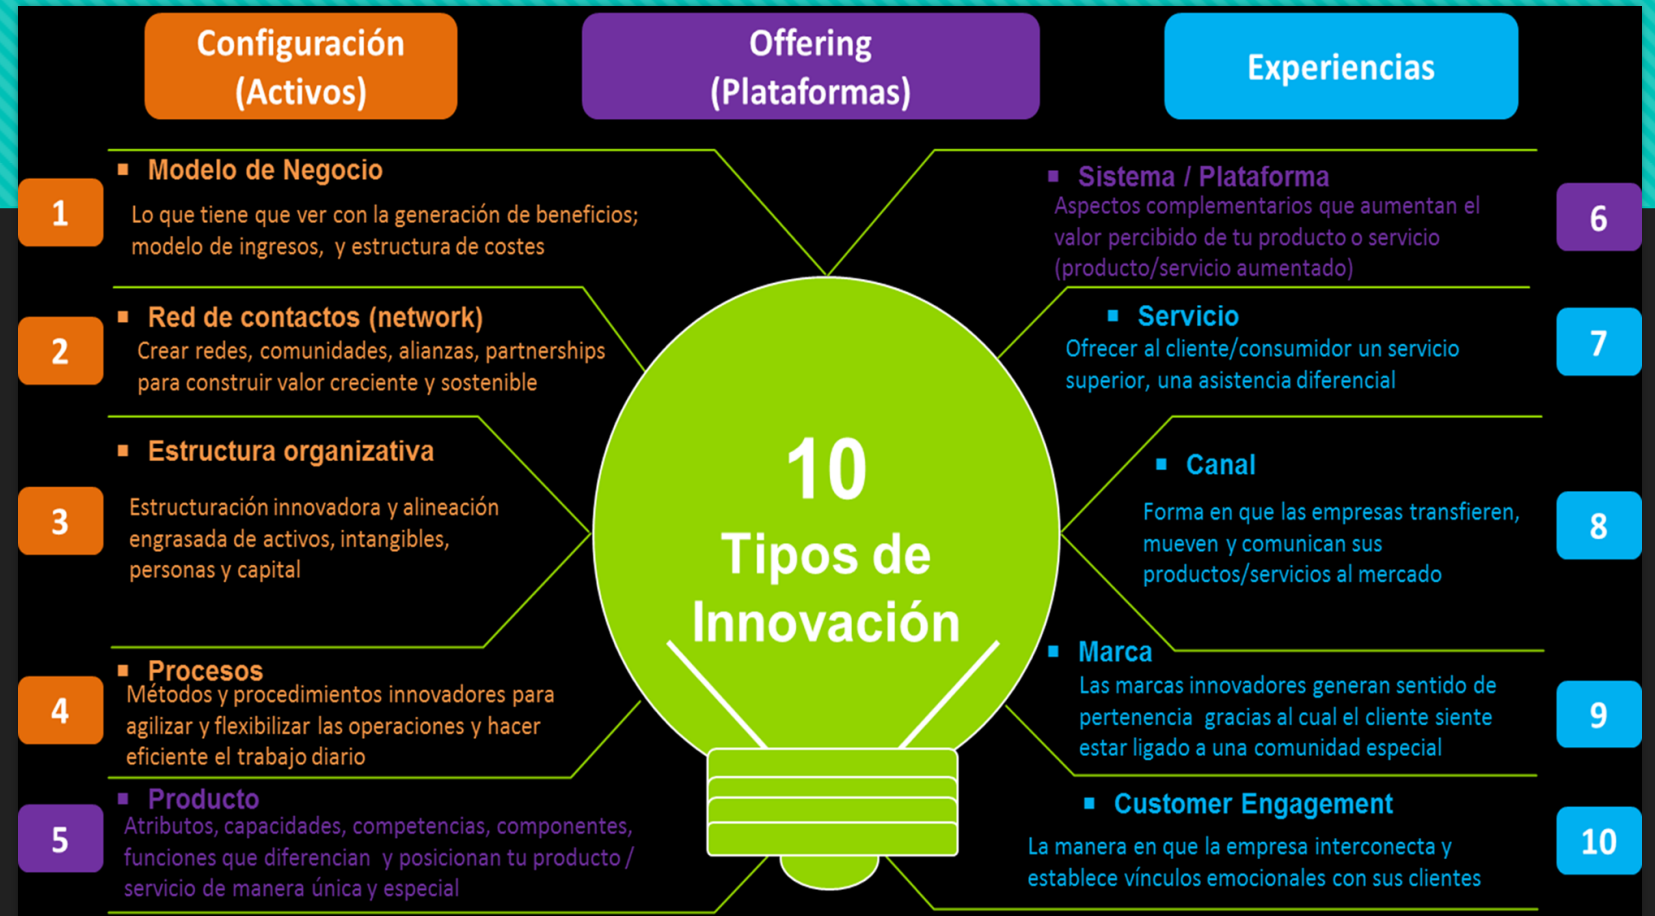 Configuración
(Activos)
Offering
(Plataformas)
Experiencias
1
▪ Modelo de Negocio
Lo que tiene que ver con la generación de beneficios;
modelo de ingresos, y estructura de costes
2
▪ Red de contactos (network)
Crear redes, comunidades, alianzas, partnerships
para construir valor creciente y sostenible
3
▪ Estructura organizativa
Estructuración innovadora y alineación
engrasada de activos, intangibles,
personas y capital
4
▪ Procesos
Métodos y procedimientos innovadores para
agilizar y flexibilizar las operaciones y hacer
eficiente el trabajo diario
5
▪ Producto
Atributos, capacidades, competencias, componentes,
funciones que diferencian y posicionan tu producto /
servicio de manera única y especial
10
Tipos de
Innovación
▪ Sistema / Plataforma
Aspectos complementarios que aumentan el
valor percibido de tu producto o servicio
(producto/servicio aumentado)
6
▪ Servicio
Ofrecer al cliente/consumidor un servicio
superior, una asistencia diferencial
7
▪ Canal
Forma en que las empresas transfieren,
mueven y comunican sus
productos/servicios al mercado
8
▪ Marca
Las marcas innovadores generan sentido de
pertenencia gracias al cual el cliente siente
estar ligado a una comunidad especial
9
▪ Customer Engagement
La manera en que la empresa interconecta y
establece vínculos emocionales con sus clientes
10